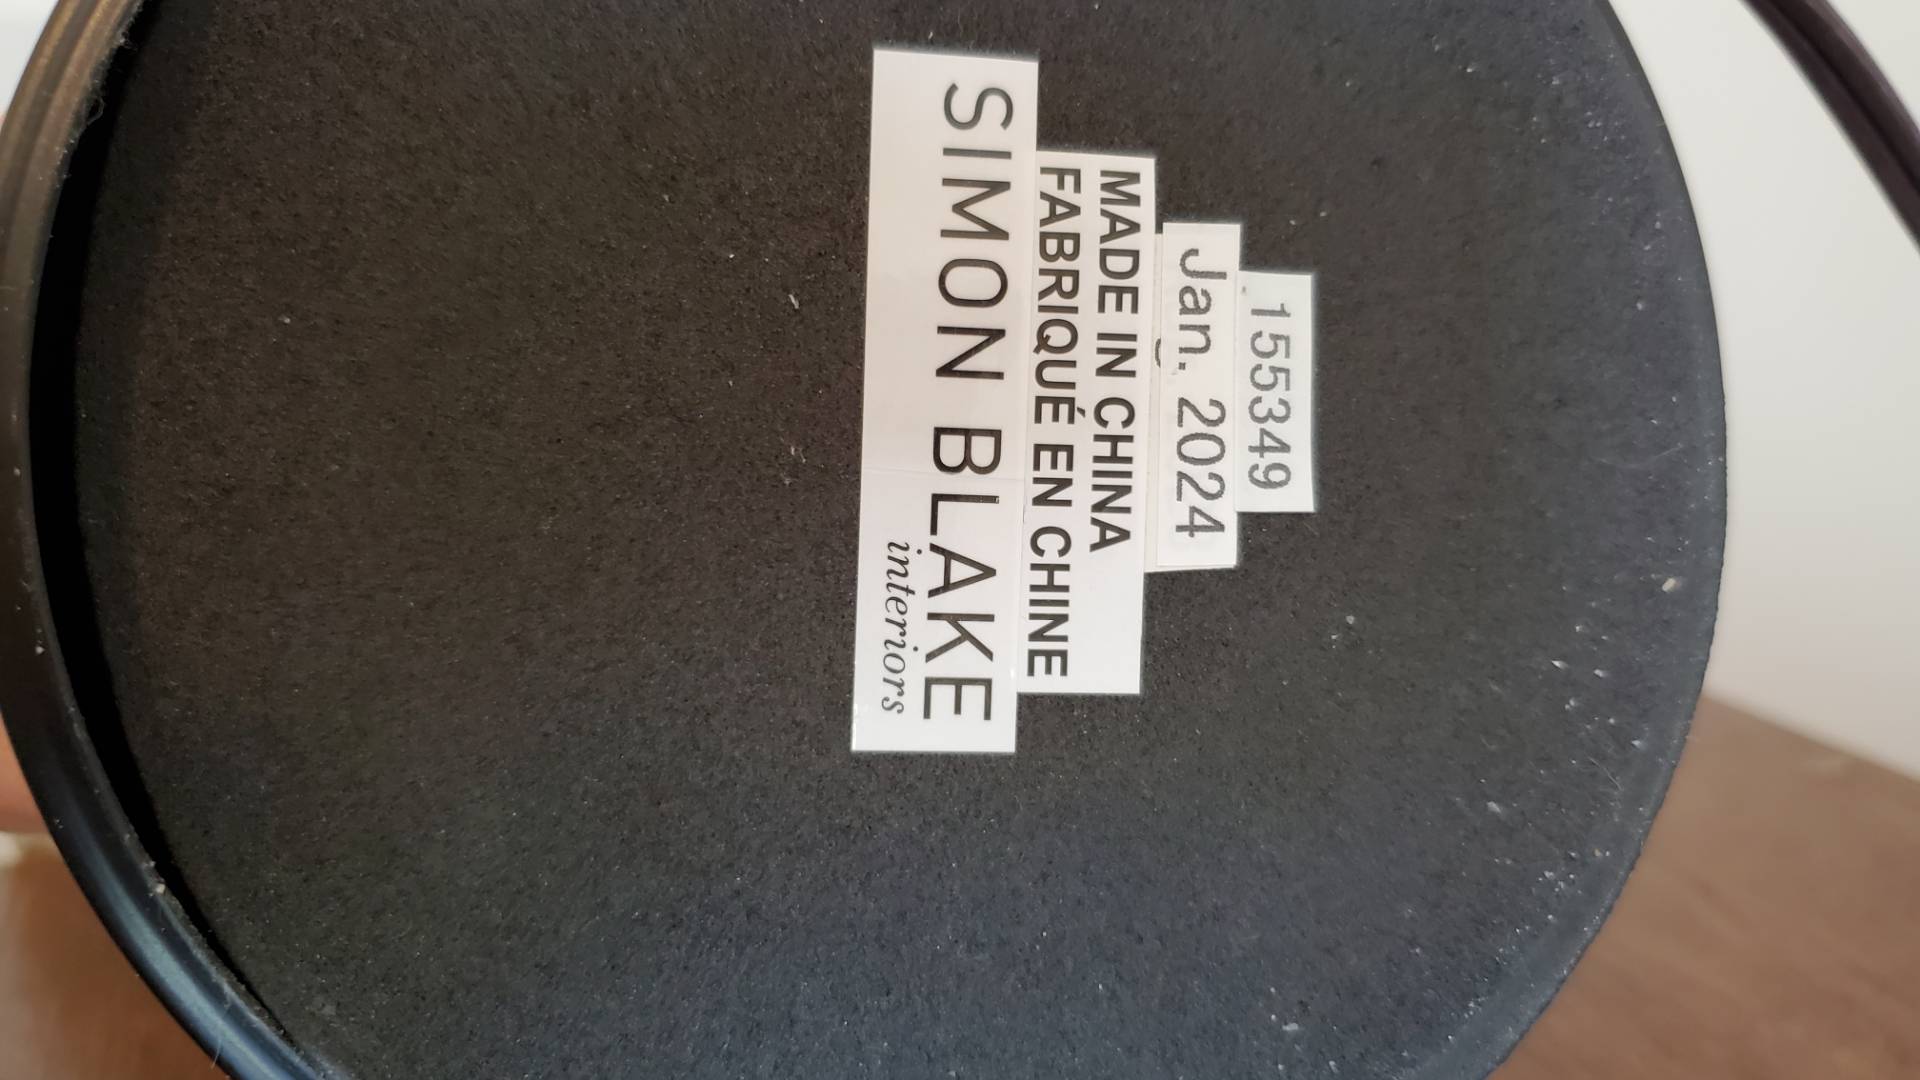 155349
Jan. 2024
MADE IN CHINA
FABRIQUÉ EN CHINE
SIMON BLAKE
interiors